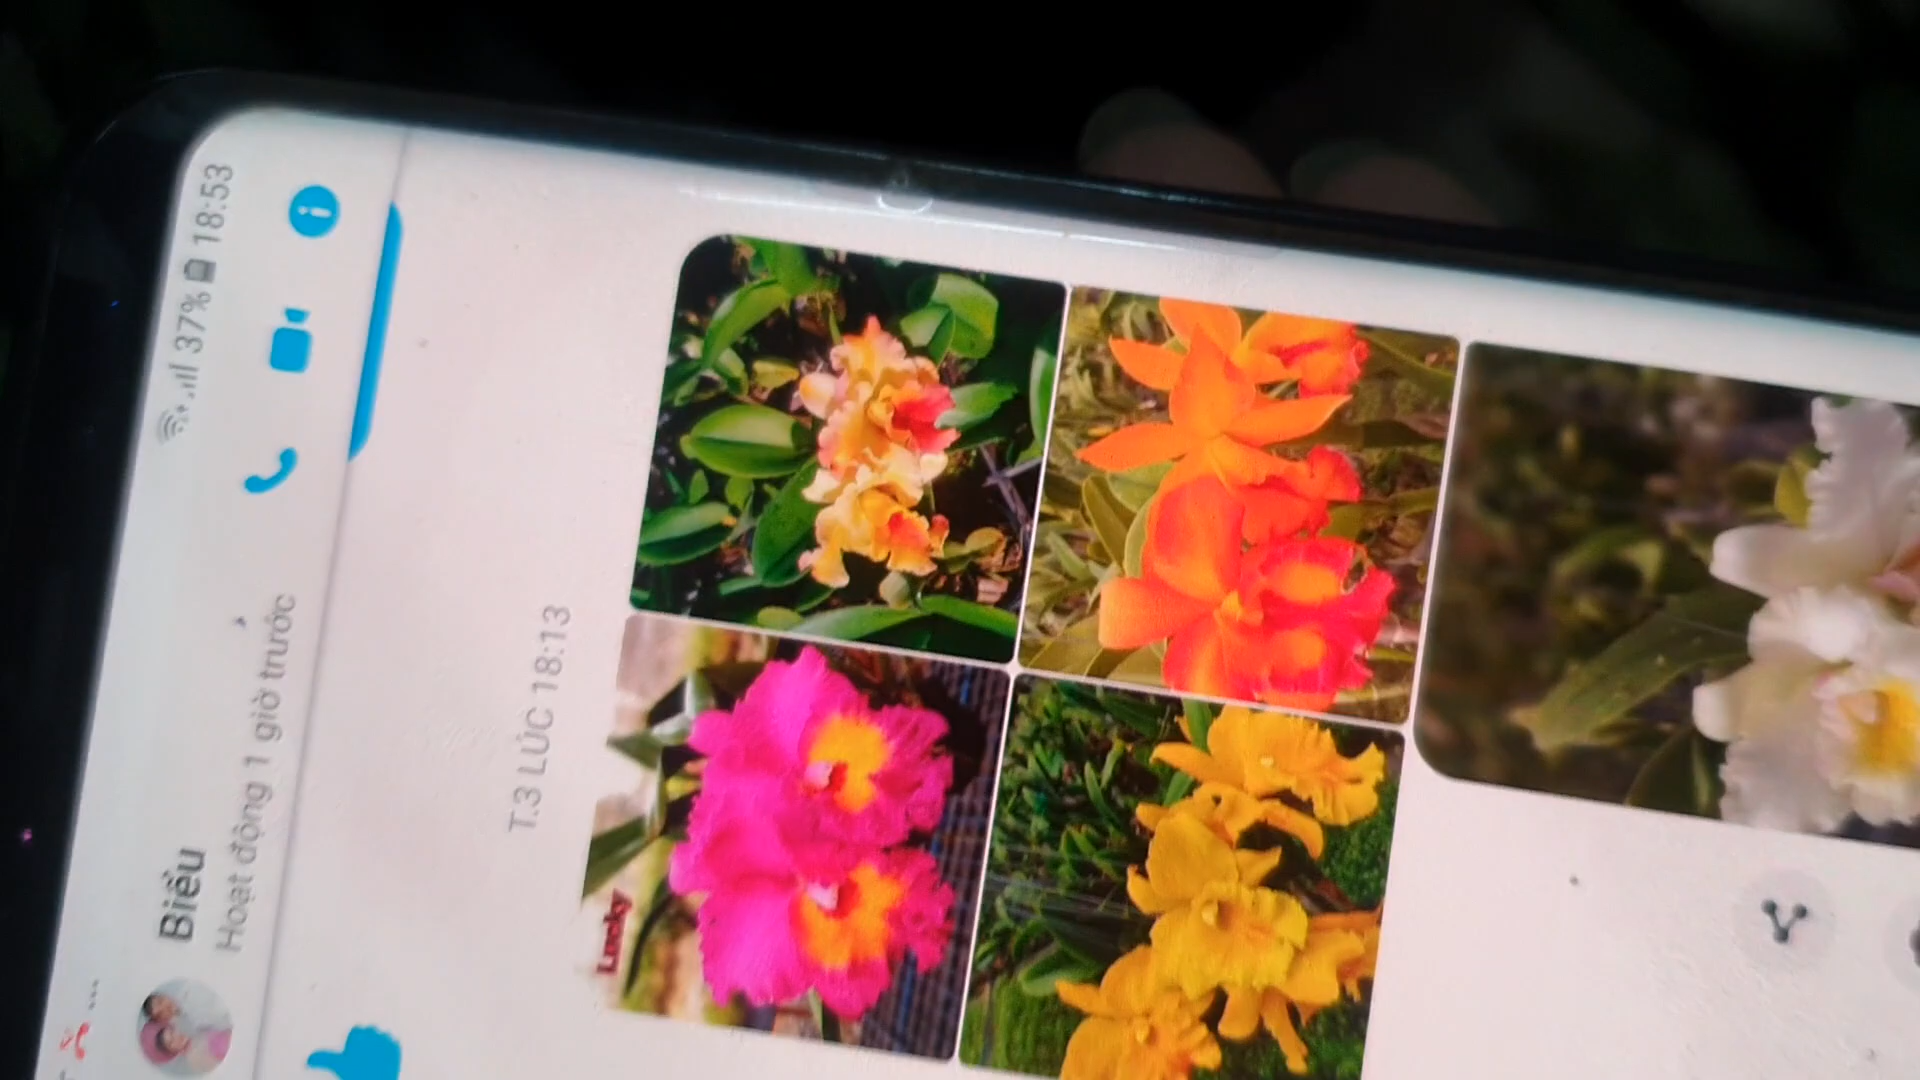 37% 18:53
Biểu
Hoạt động 1 giờ trước
T.3 LÚC 18:13
Lucky